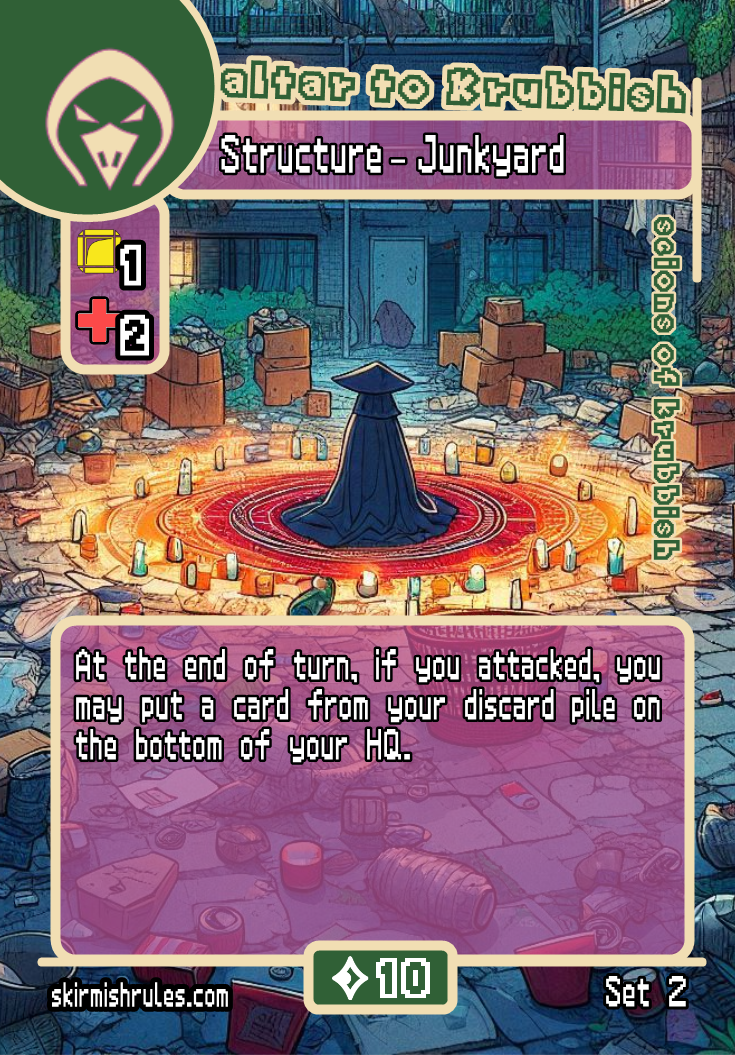 altar to Krubbish
Structure – Junkyard
1
2
scions of krubbish
At the end of turn, if you attacked, you
may put a card from your discard pile on
the bottom of your HQ.
10
skirmishrules.com
Set 2